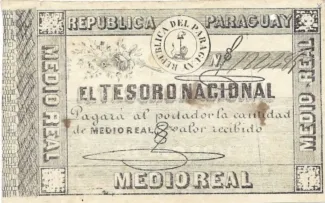 REPUBLICA PARAGUAY
REPUBLICA DEL PARAGUAY
Nº
EL TESORO NACIONAL
Pagará al portador la cantidad
de MEDIO REAL valor recibido
MEDIO REAL
MEDIO REAL
MEDIO REAL